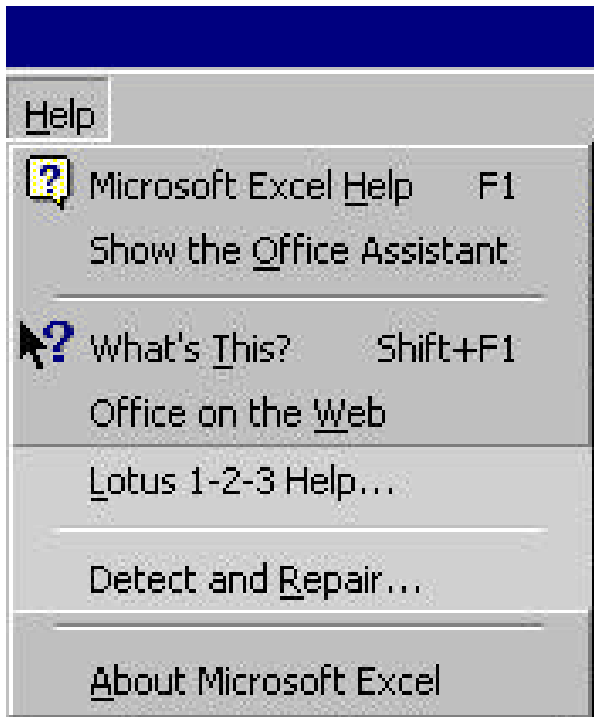 Help
Microsoft Excel Help F1
Show the Office Assistant
What's This? Shift+F1
Office on the Web
Lotus 1-2-3 Help...
Detect and Repair...
About Microsoft Excel